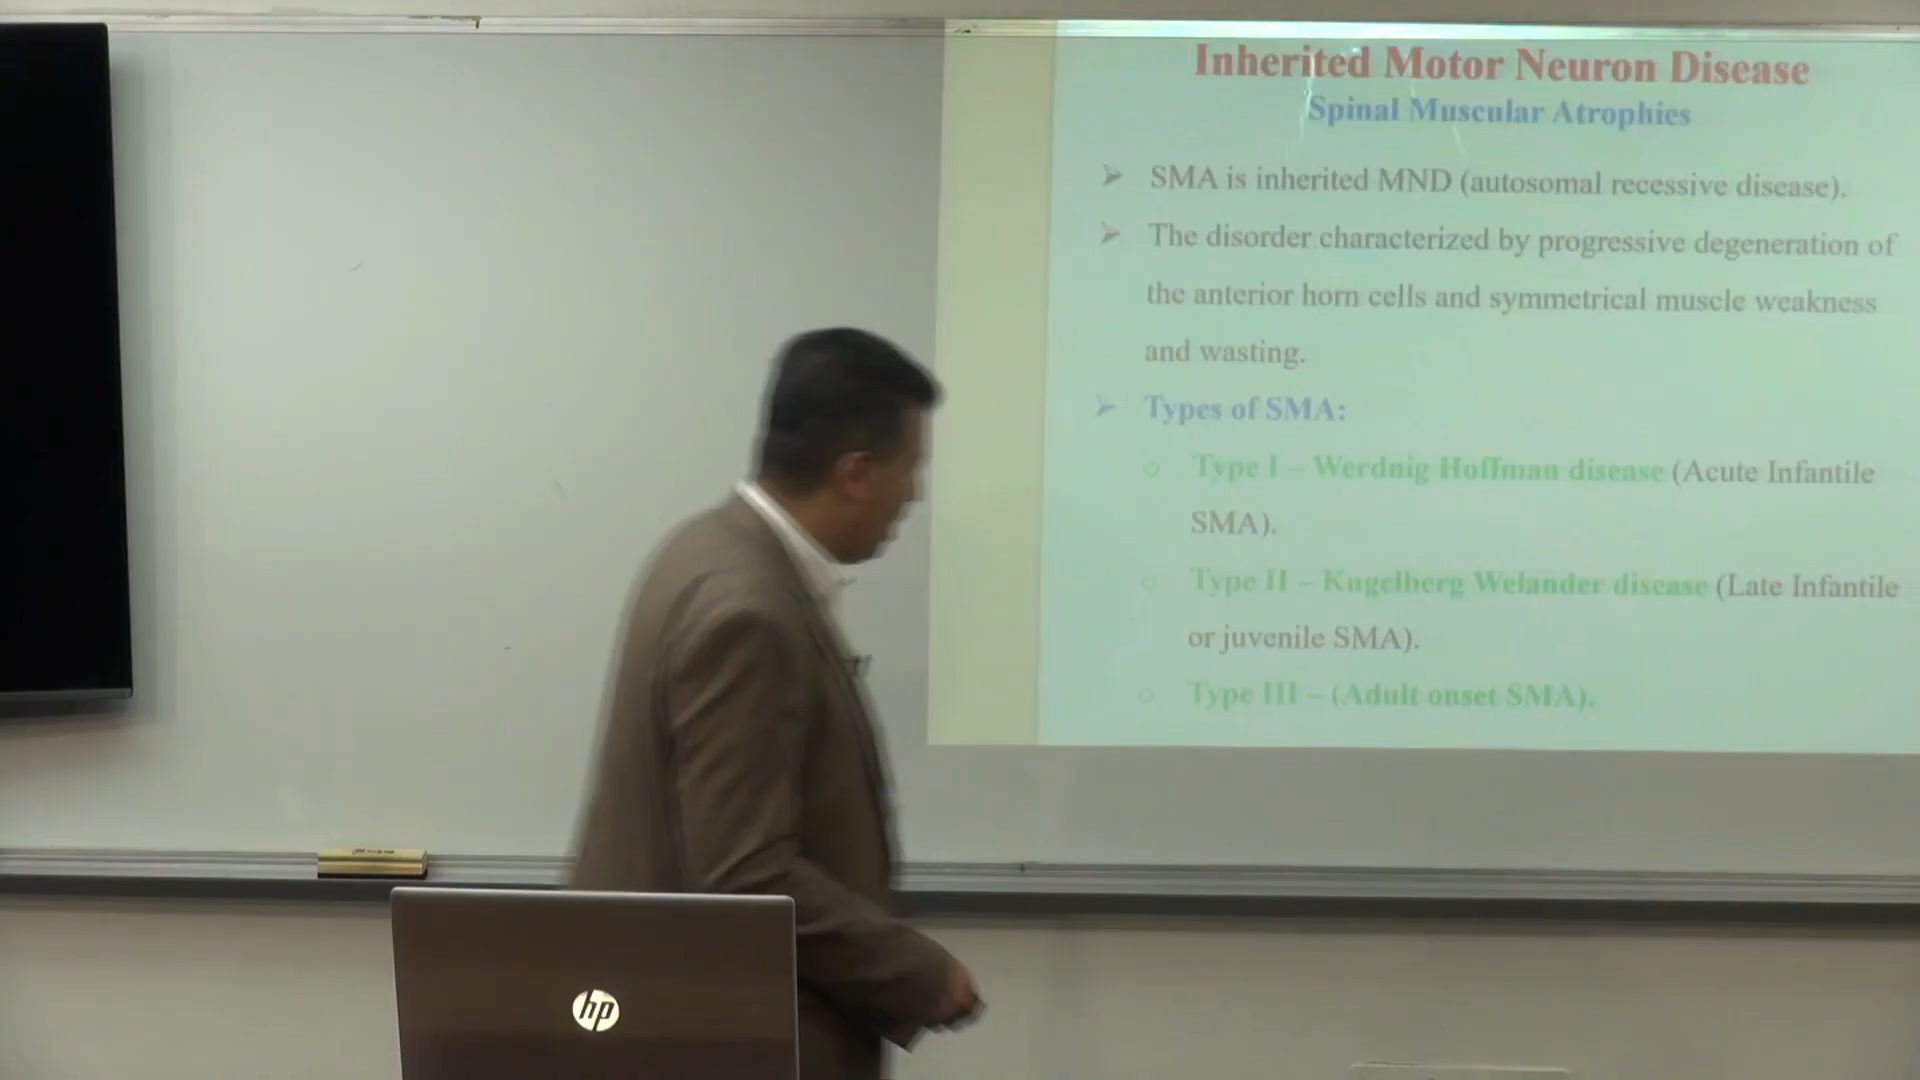 Inherited Motor Neuron Disease
Spinal Muscular Atrophies
➤ SMA is inherited MND (autosomal recessive disease).
➤ The disorder characterized by progressive degeneration of
the anterior horn cells and symmetrical muscle weakness
and wasting.
➤ Types of SMA:
○ Type I – Werdnig Hoffman disease (Acute Infantile
SMA).
○ Type II – Kugelberg Welander disease (Late Infantile
or juvenile SMA).
○ Type III – (Adult onset SMA).
hp